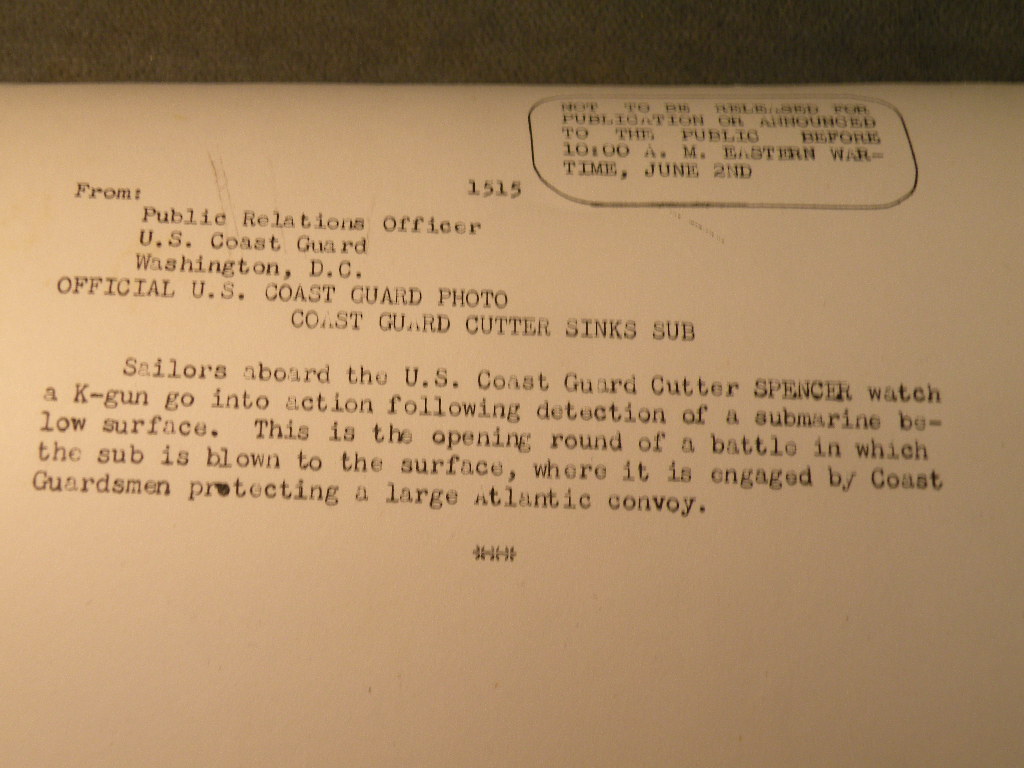 NOT TO BE RELEASED FOR
PUBLICATION OR ANNOUNCED
TO THE PUBLIC BEFORE
10:00 A. M. EASTERN WAR-
TIME, JUNE 2ND
From: 1515
Public Relations Officer
U.S. Coast Guard
Washington, D.C.
OFFICIAL U.S. COAST GUARD PHOTO
COAST GUARD CUTTER SINKS SUB
Sailors aboard the U.S. Coast Guard Cutter SPENCER watch
a K-gun go into action following detection of a submarine be-
low surface. This is the opening round of a battle in which
the sub is blown to the surface, where it is engaged by Coast
Guardsmen protecting a large Atlantic convoy.